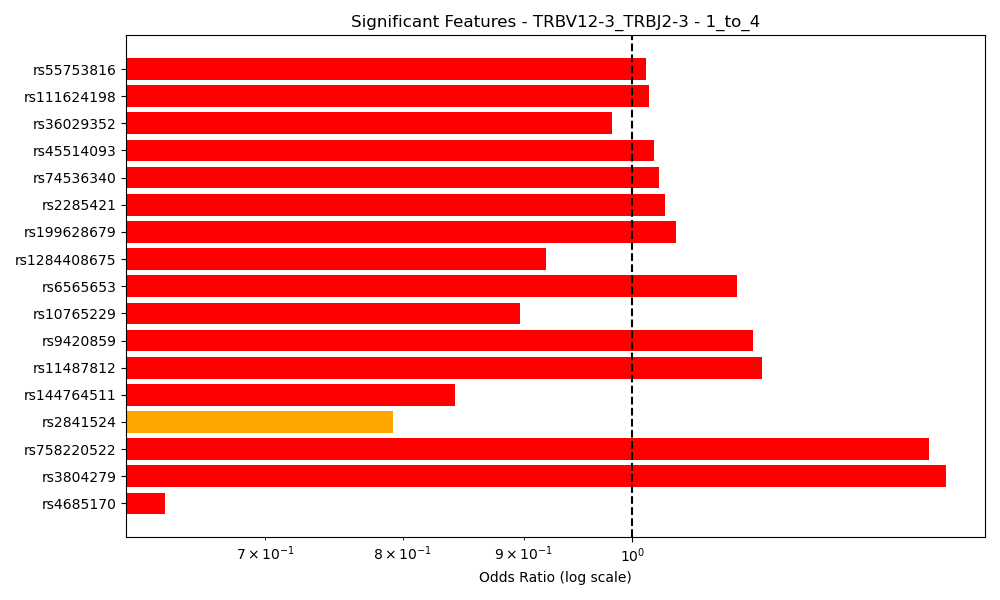 Significant Features - TRBV12-3_TRBJ2-3 - 1_to_4
rs55753816
rs111624198
rs36029352
rs45514093
rs74536340
rs2285421
rs199628679
rs1284408675
rs6565653
rs10765229
rs9420859
rs11487812
rs144764511
rs2841524
rs758220522
rs3804279
rs4685170
7 × 10⁻¹ 8 × 10⁻¹ 9 × 10⁻¹ 10⁰
Odds Ratio (log scale)